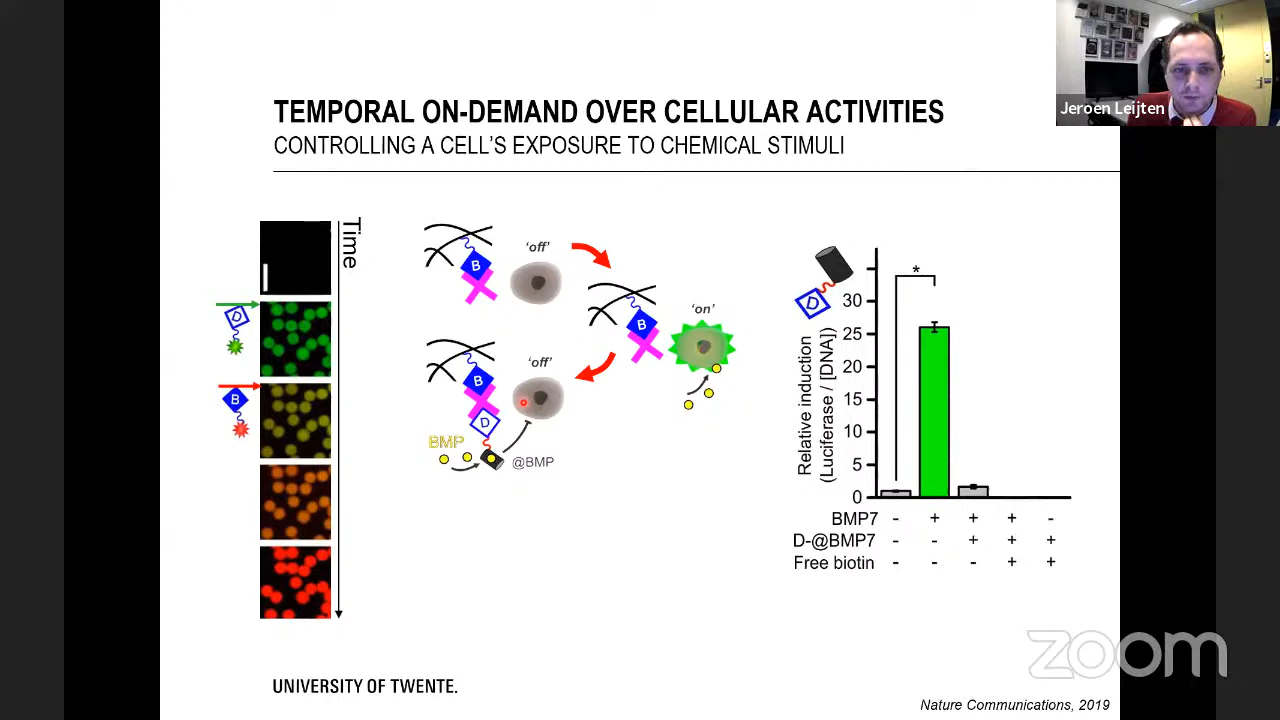 Jeroen Leijten
TEMPORAL ON-DEMAND OVER CELLULAR ACTIVITIES
CONTROLLING A CELL'S EXPOSURE TO CHEMICAL STIMULI
Time
D
B
B
'off'
B
'on'
B
'off'
D
BMP
@BMP
D
*
30
25
20
15
10
5
0
Relative induction
(Luciferase / [DNA])
BMP7 - + + + -
D-@BMP7 - - + + +
Free biotin - - - + +
zoom
UNIVERSITY OF TWENTE.
Nature Communications, 2019